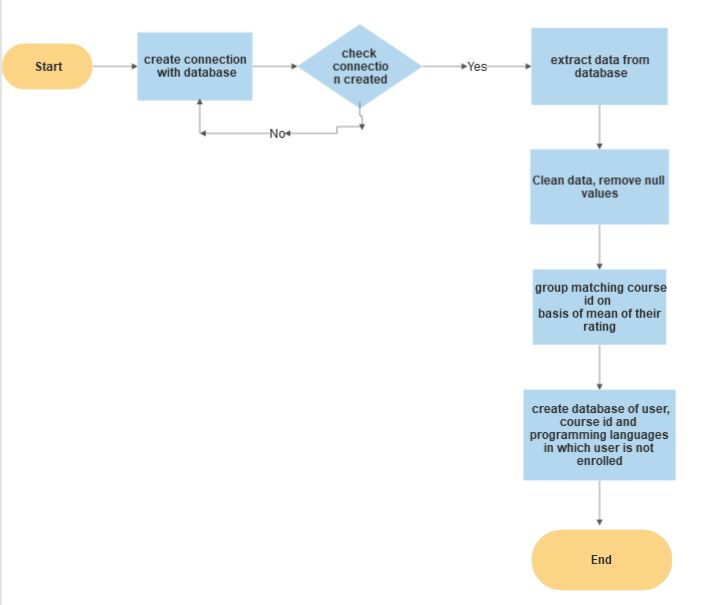 Start
create connection
with database
check
connectio
n created
Yes
extract data from
database
No
Clean data, remove null
values
group matching course
id on
basis of mean of their
rating
create database of user,
course id and
programming languages
in which user is not
enrolled
End